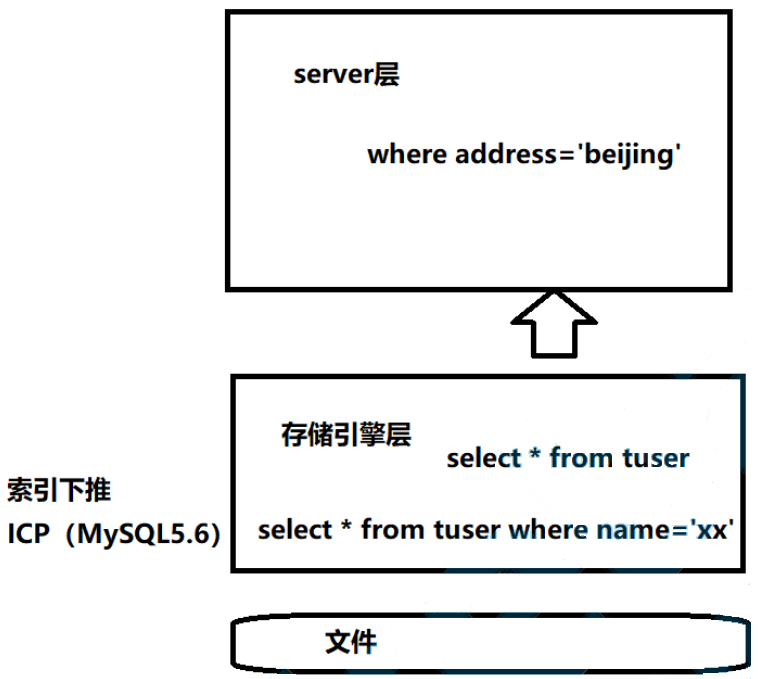 server层
where address='beijing'
存储引擎层
select * from tuser
索引下推
ICP（MySQL5.6）
select * from tuser where name='xx'
文件